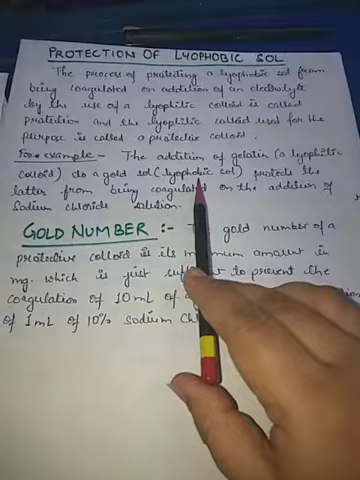 PROTECTION OF LYOPHOBIC SOL
The process of protecting a lyophobic sol from
being coagulated on addition of an electrolyte
by the use of a lyophilic colloid is called
protection and the lyophilic colloid used for the
purpose is called a protective colloid.
For example - The addition of gelatin (a lyophilic
colloid) to a gold sol (lyophobic sol) protects the
latter from being coagulated on the addition of
Sodium chloride solution.
GOLD NUMBER :- The gold number of a
protective colloid is its minimum amount in
mg. which is just to prevent the
coagulation of 10 mL of a
of 1mL of 10% Sodium